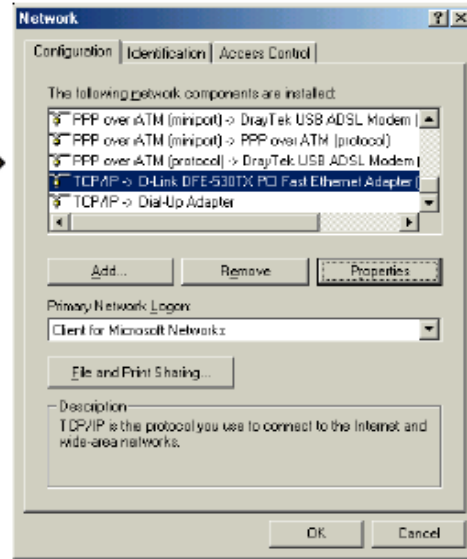 Network
Configuration Identification Access Control
The following network components are installed:
PPP over ATM (miniport) -> DrayTek USB ADSL Modem (
PPP over ATM (miniport) -> PPP over ATM (protocol)
PPP over ATM (protocol) -> DrayTek USB ADSL Modem (
TCP/IP -> D-Link DFE-530TX PCI Fast Ethernet Adapter (
TCP/IP -> Dial-Up Adapter
Add... Remove Properties
Primary Network Logon:
Client for Microsoft Networks
File and Print Sharing...
Description
TCP/IP is the protocol you use to connect to the Internet and
wide-area networks.
OK Cancel